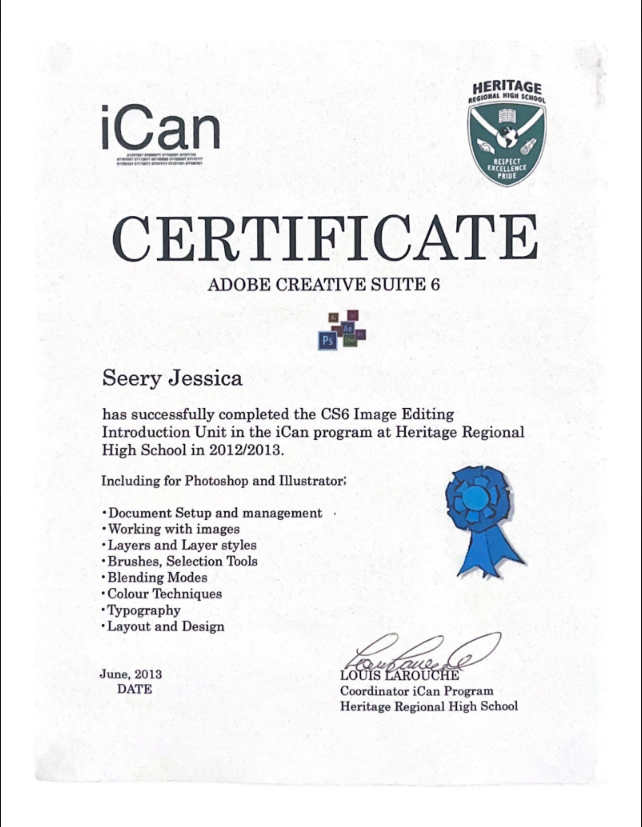 iCan
HERITAGE
REGIONAL HIGH SCHOOL
RESPECT
EXCELLENCE
PRIDE
CERTIFICATE
ADOBE CREATIVE SUITE 6
Ps
Ae
Seery Jessica
has successfully completed the CS6 Image Editing
Introduction Unit in the iCan program at Heritage Regional
High School in 2012/2013.
Including for Photoshop and Illustrator;
•Document Setup and management
•Working with images
•Layers and Layer styles
•Brushes, Selection Tools
•Blending Modes
•Colour Techniques
•Typography
•Layout and Design
June, 2013
DATE
LOUIS LAROUCHE
Coordinator iCan Program
Heritage Regional High School